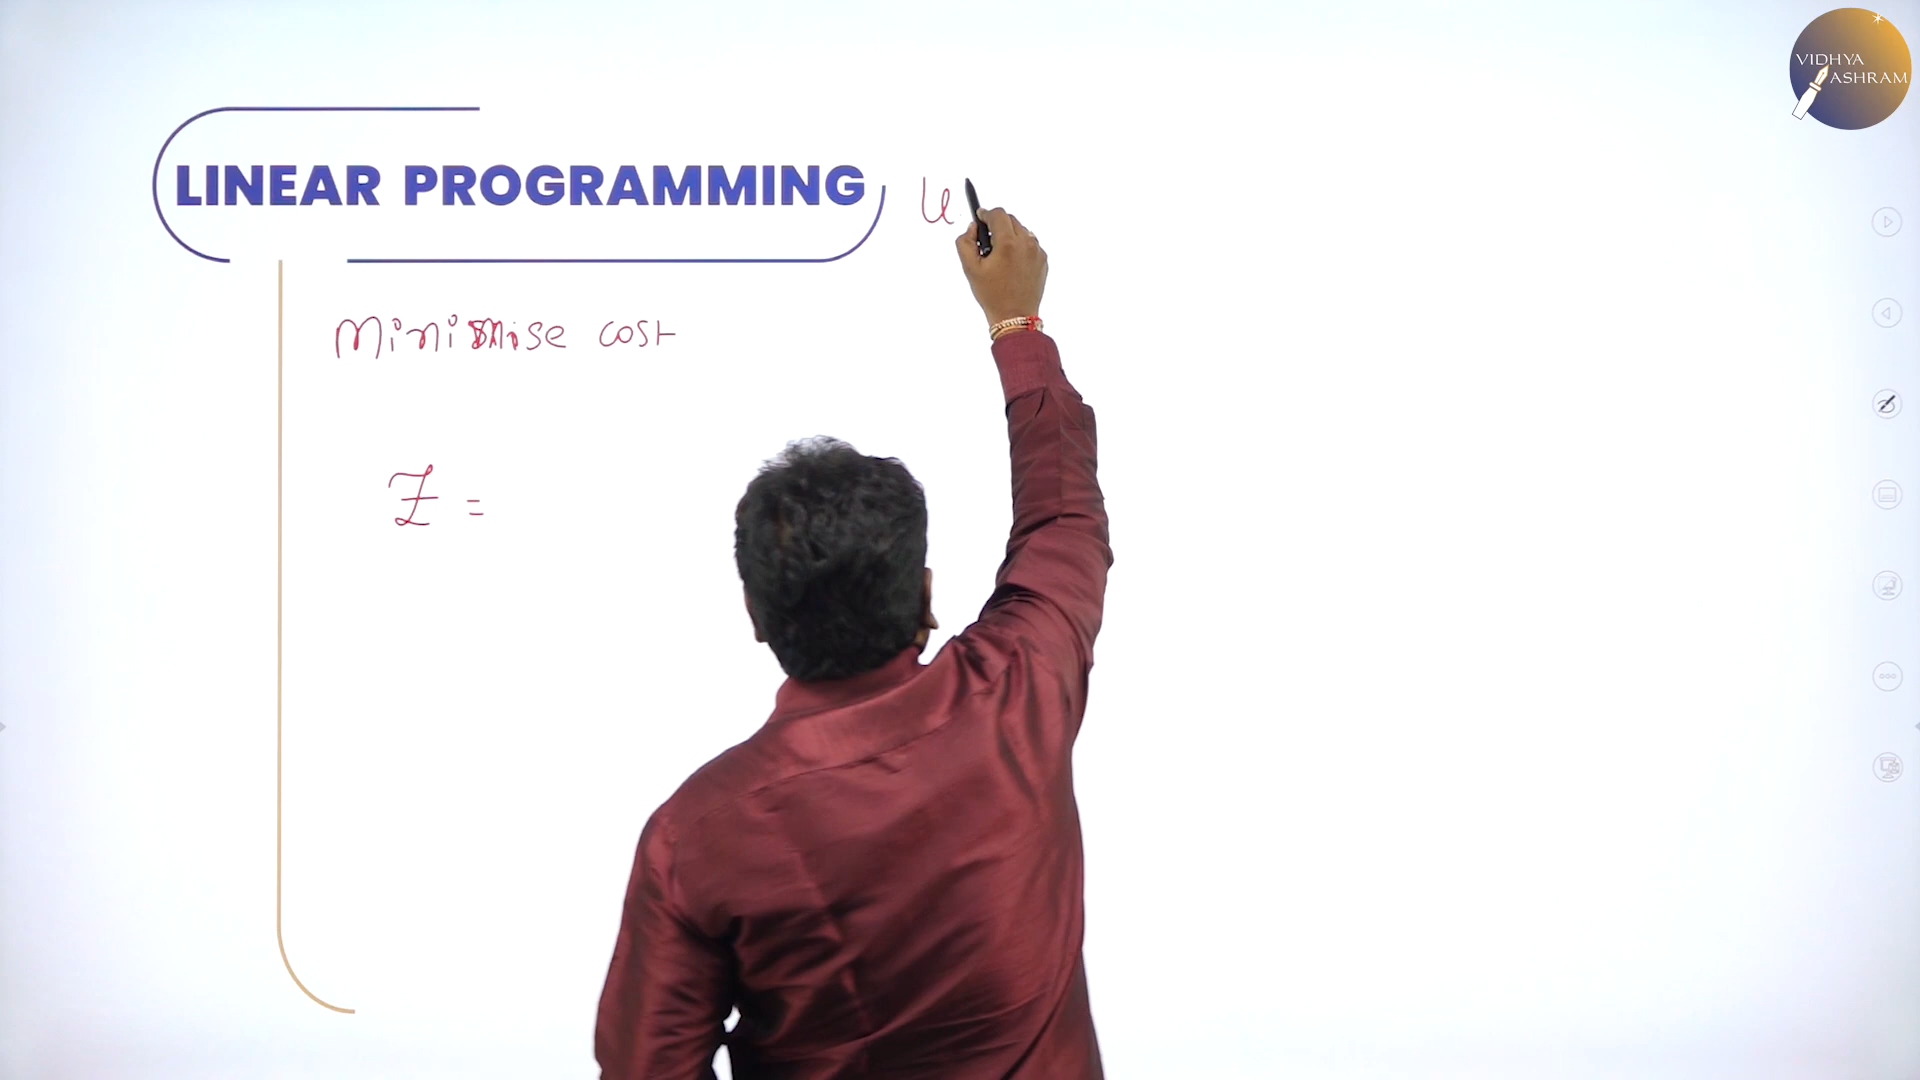 VIDHYA
ASHRAM
LINEAR PROGRAMMING
Minimise cost
Z =